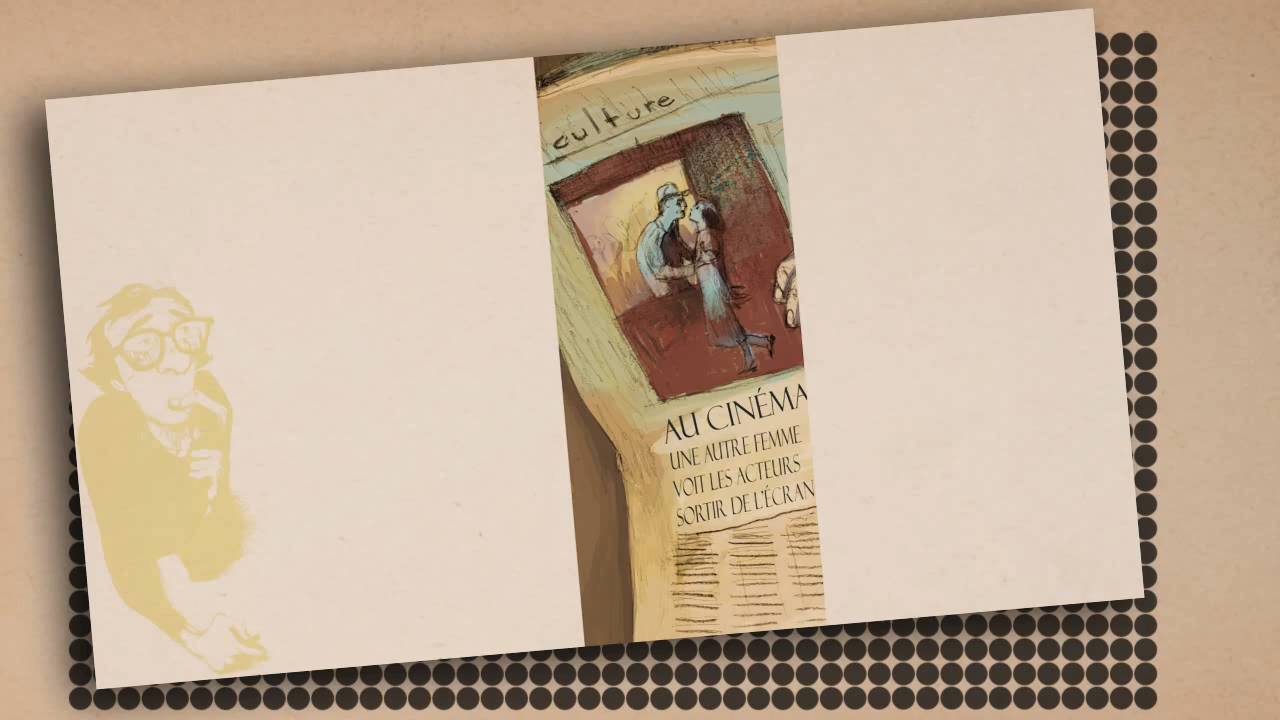 culture
AU CINÉMA
UNE AUTRE FEMME
VOIT LES ACTEURS
SORTIR DE L'ÉCRAN